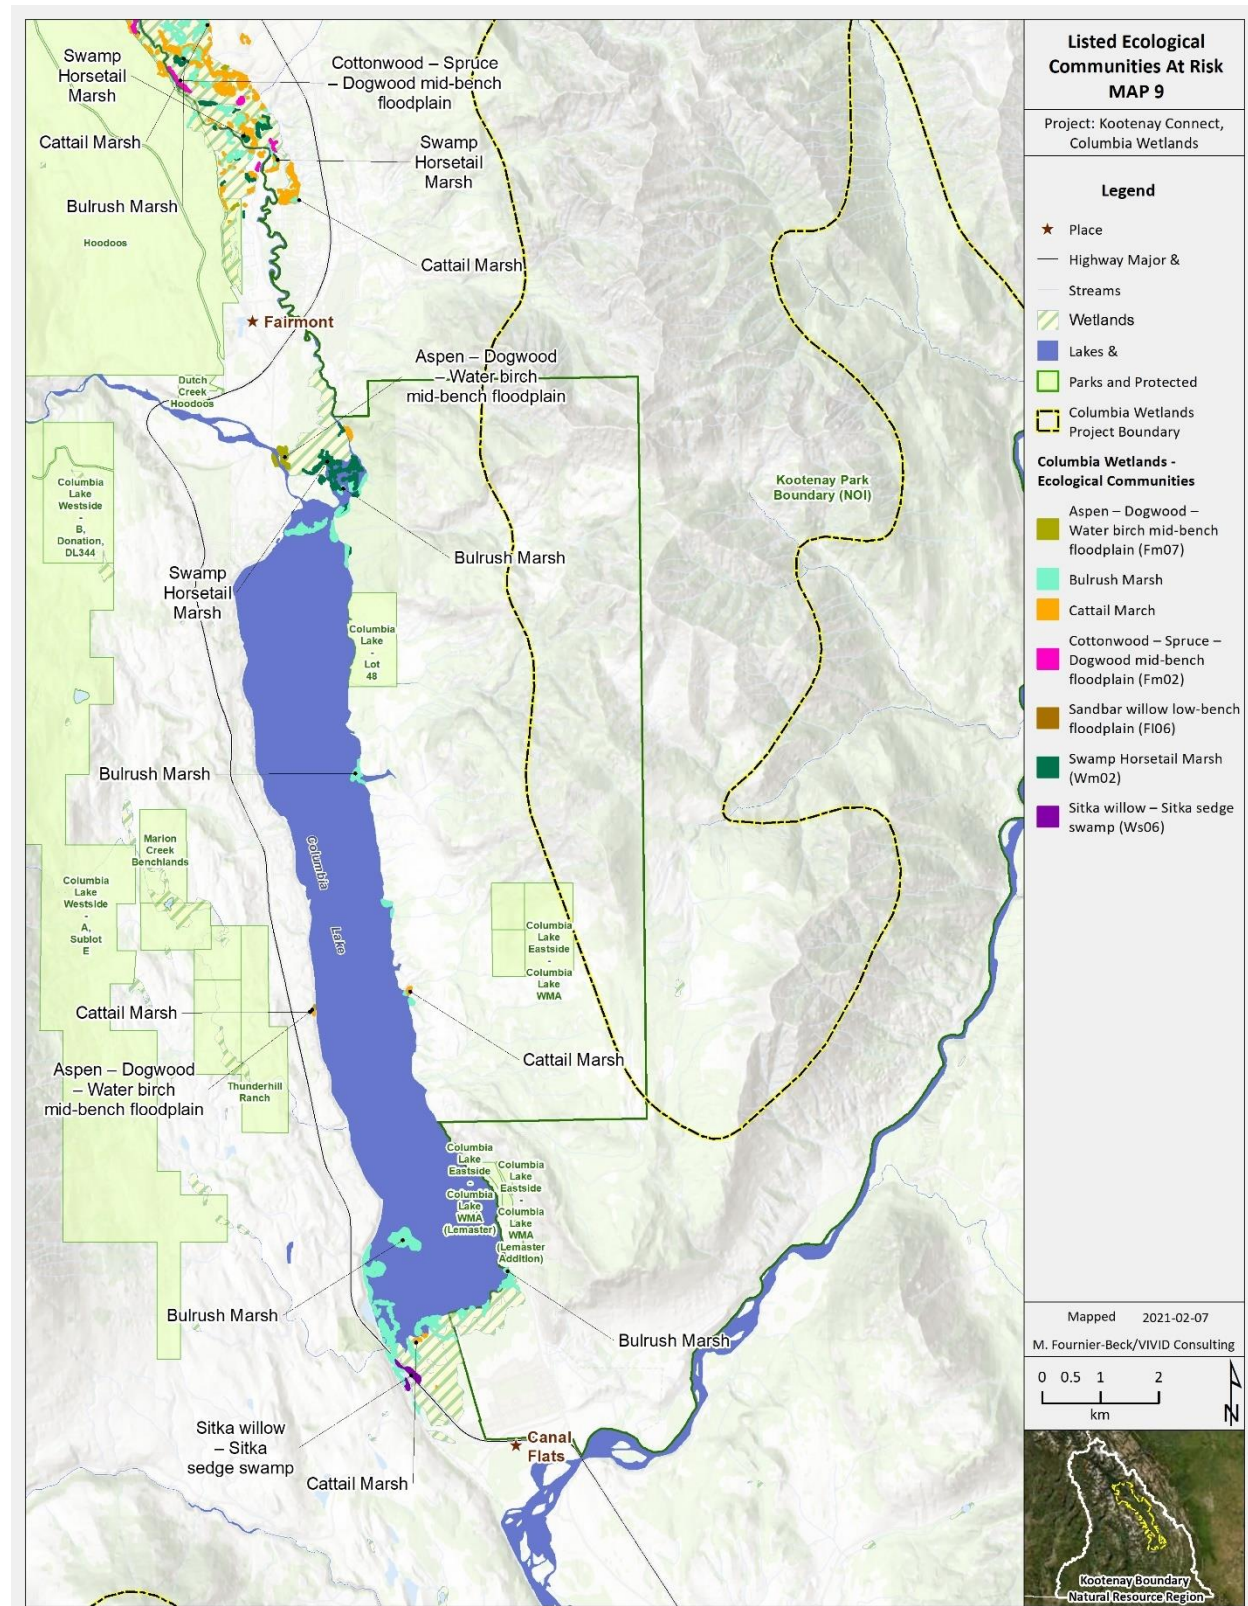 Swamp
Horsetail
Marsh
Cottonwood – Spruce
– Dogwood mid-bench
floodplain
Cattail Marsh
Swamp
Horsetail
Marsh
Bulrush Marsh
Hoodoos
Cattail Marsh
Fairmont
Aspen – Dogwood
– Water birch
mid-bench floodplain
Dutch
Creek
Hoodoos
Columbia
Lake
Westside
-
B,
Donation,
DL344
Kootenay Park
Boundary (NOI)
Bulrush Marsh
Swamp
Horsetail
Marsh
Columbia
Lake
-
Lot
48
Bulrush Marsh
Marion
Creek
Benchlands
Columbia
Lake
Columbia
Lake
Westside
-
A,
Sublot
E
Columbia
Lake
Eastside
-
Columbia
Lake
WMA
Cattail Marsh
Cattail Marsh
Aspen – Dogwood
– Water birch
mid-bench floodplain
Thunderhill
Ranch
Columbia
Lake
Eastside
-
Columbia
Lake
WMA
(Lemaster)
Columbia
Lake
Eastside
-
Columbia
Lake
WMA
(Lemaster
Addition)
Bulrush Marsh
Bulrush Marsh
Sitka willow
– Sitka
sedge swamp
Canal
Flats
Cattail Marsh
Listed Ecological
Communities At Risk
MAP 9
Project: Kootenay Connect,
Columbia Wetlands
Legend
Place
Highway Major &
Streams
Wetlands
Lakes &
Parks and Protected
Columbia Wetlands
Project Boundary
Columbia Wetlands -
Ecological Communities
Aspen – Dogwood –
Water birch mid-bench
floodplain (Fm07)
Bulrush Marsh
Cattail March
Cottonwood – Spruce –
Dogwood mid-bench
floodplain (Fm02)
Sandbar willow low-bench
floodplain (Fl06)
Swamp Horsetail Marsh
(Wm02)
Sitka willow – Sitka sedge
swamp (Ws06)
Mapped 2021-02-07
M. Fournier-Beck/VIVID Consulting
0 0.5 1 2
km
N
Kootenay Boundary
Natural Resource Region